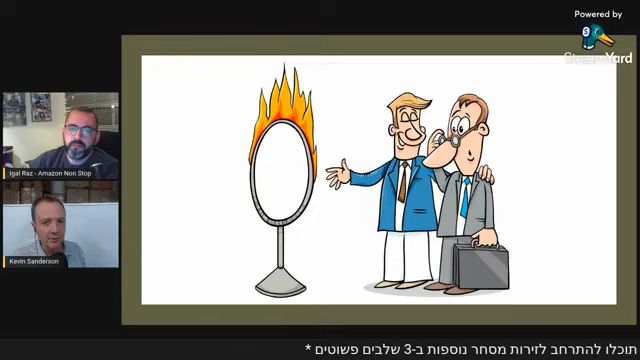 Powered by
StreamYard
Igal Raz - Amazon Non Stop
Kevin Sanderson
תוכלו להתרחב לזירות מסחר נוספות ב-3 שלבים פשוטים *